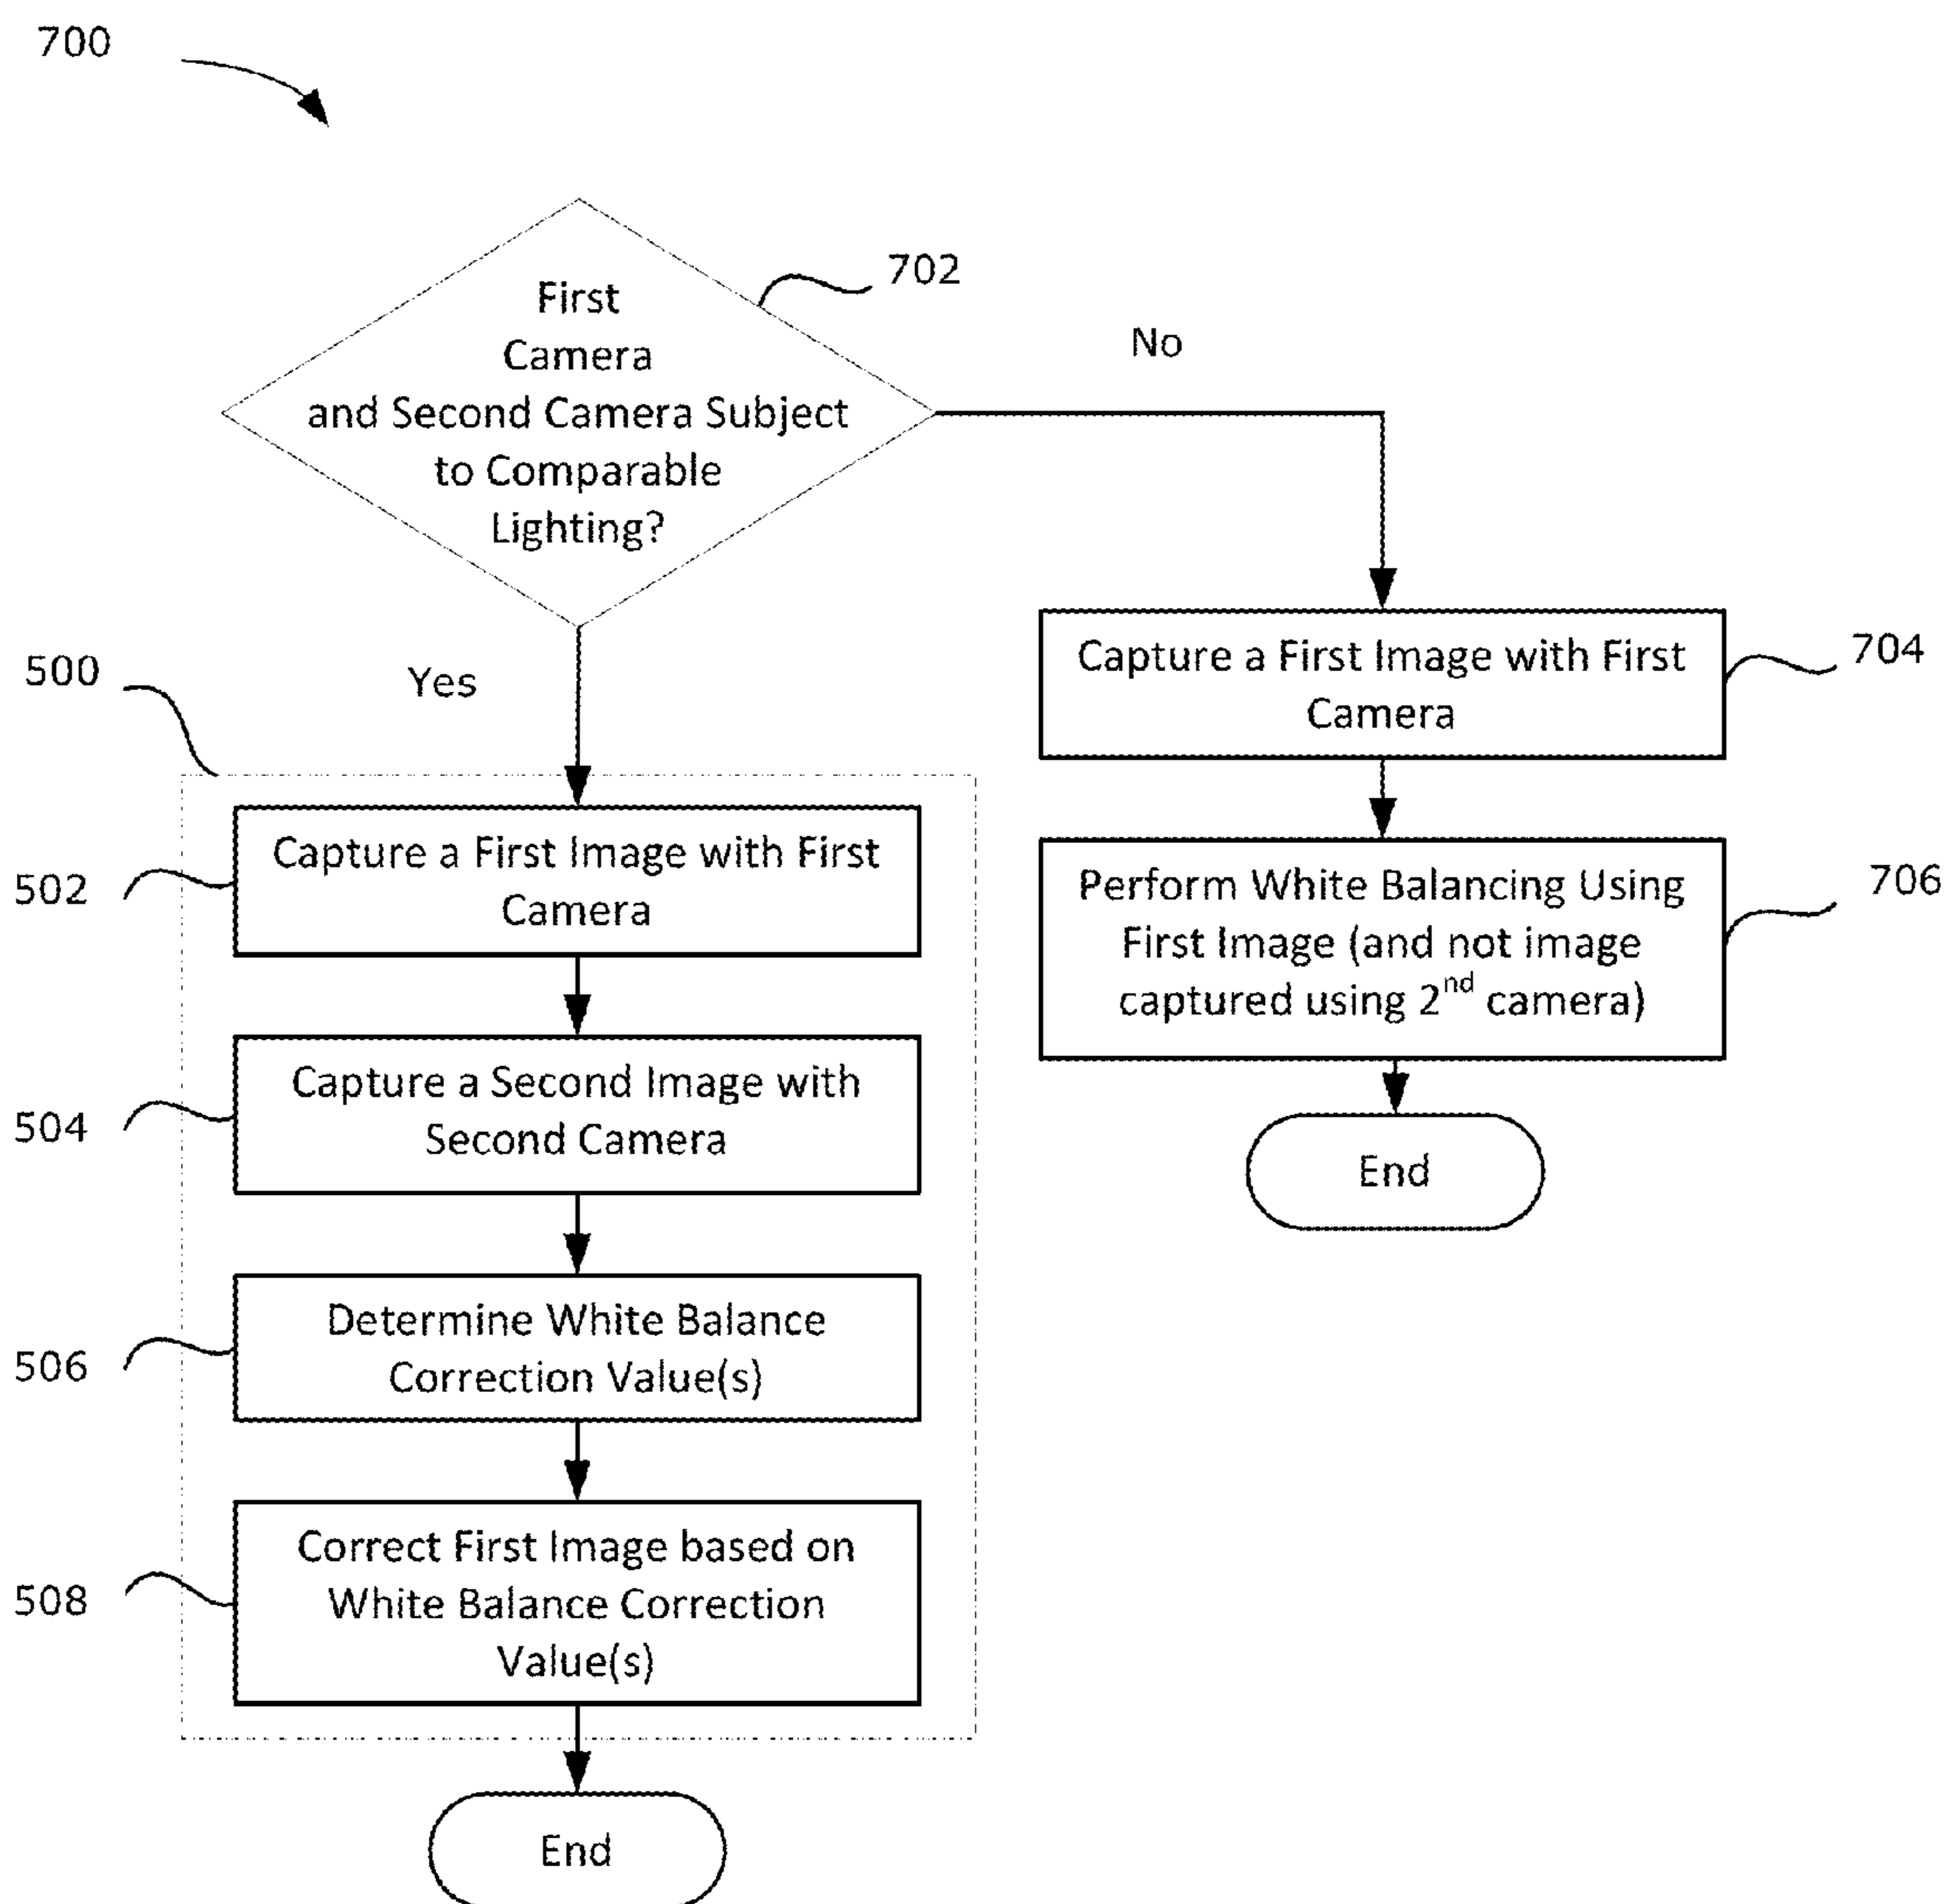 700
702
First
Camera
and Second Camera Subject
to Comparable
Lighting?
No
Yes
500
704
Capture a First Image with First
Camera
706
Perform White Balancing Using
First Image (and not image
captured using 2nd camera)
End
502
Capture a First Image with First
Camera
504
Capture a Second Image with
Second Camera
506
Determine White Balance
Correction Value(s)
508
Correct First Image based on
White Balance Correction
Value(s)
End